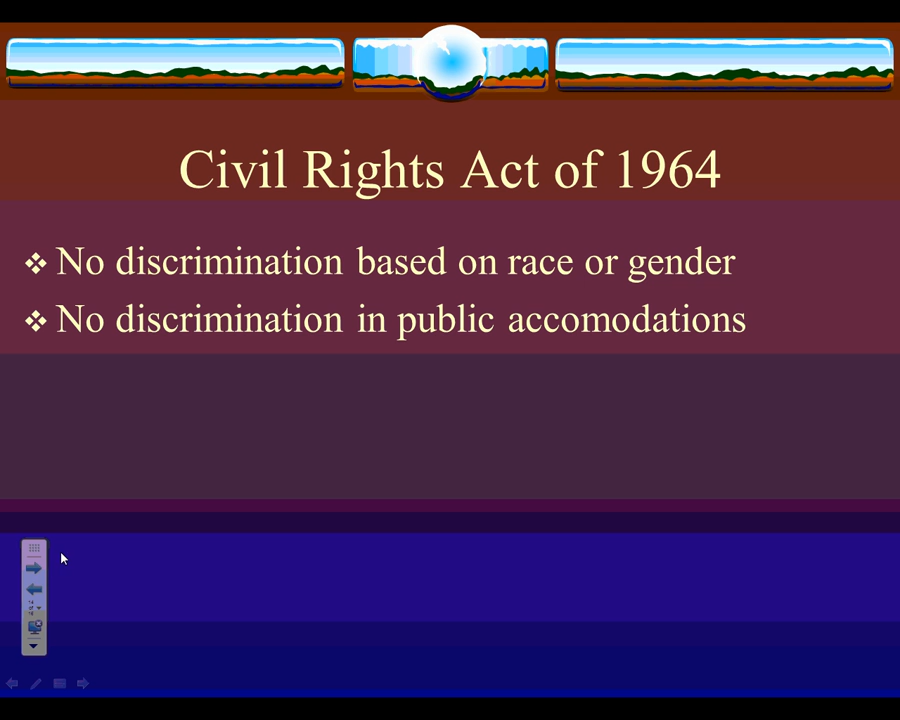 Civil Rights Act of 1964
❖ No discrimination based on race or gender
❖ No discrimination in public accomodations